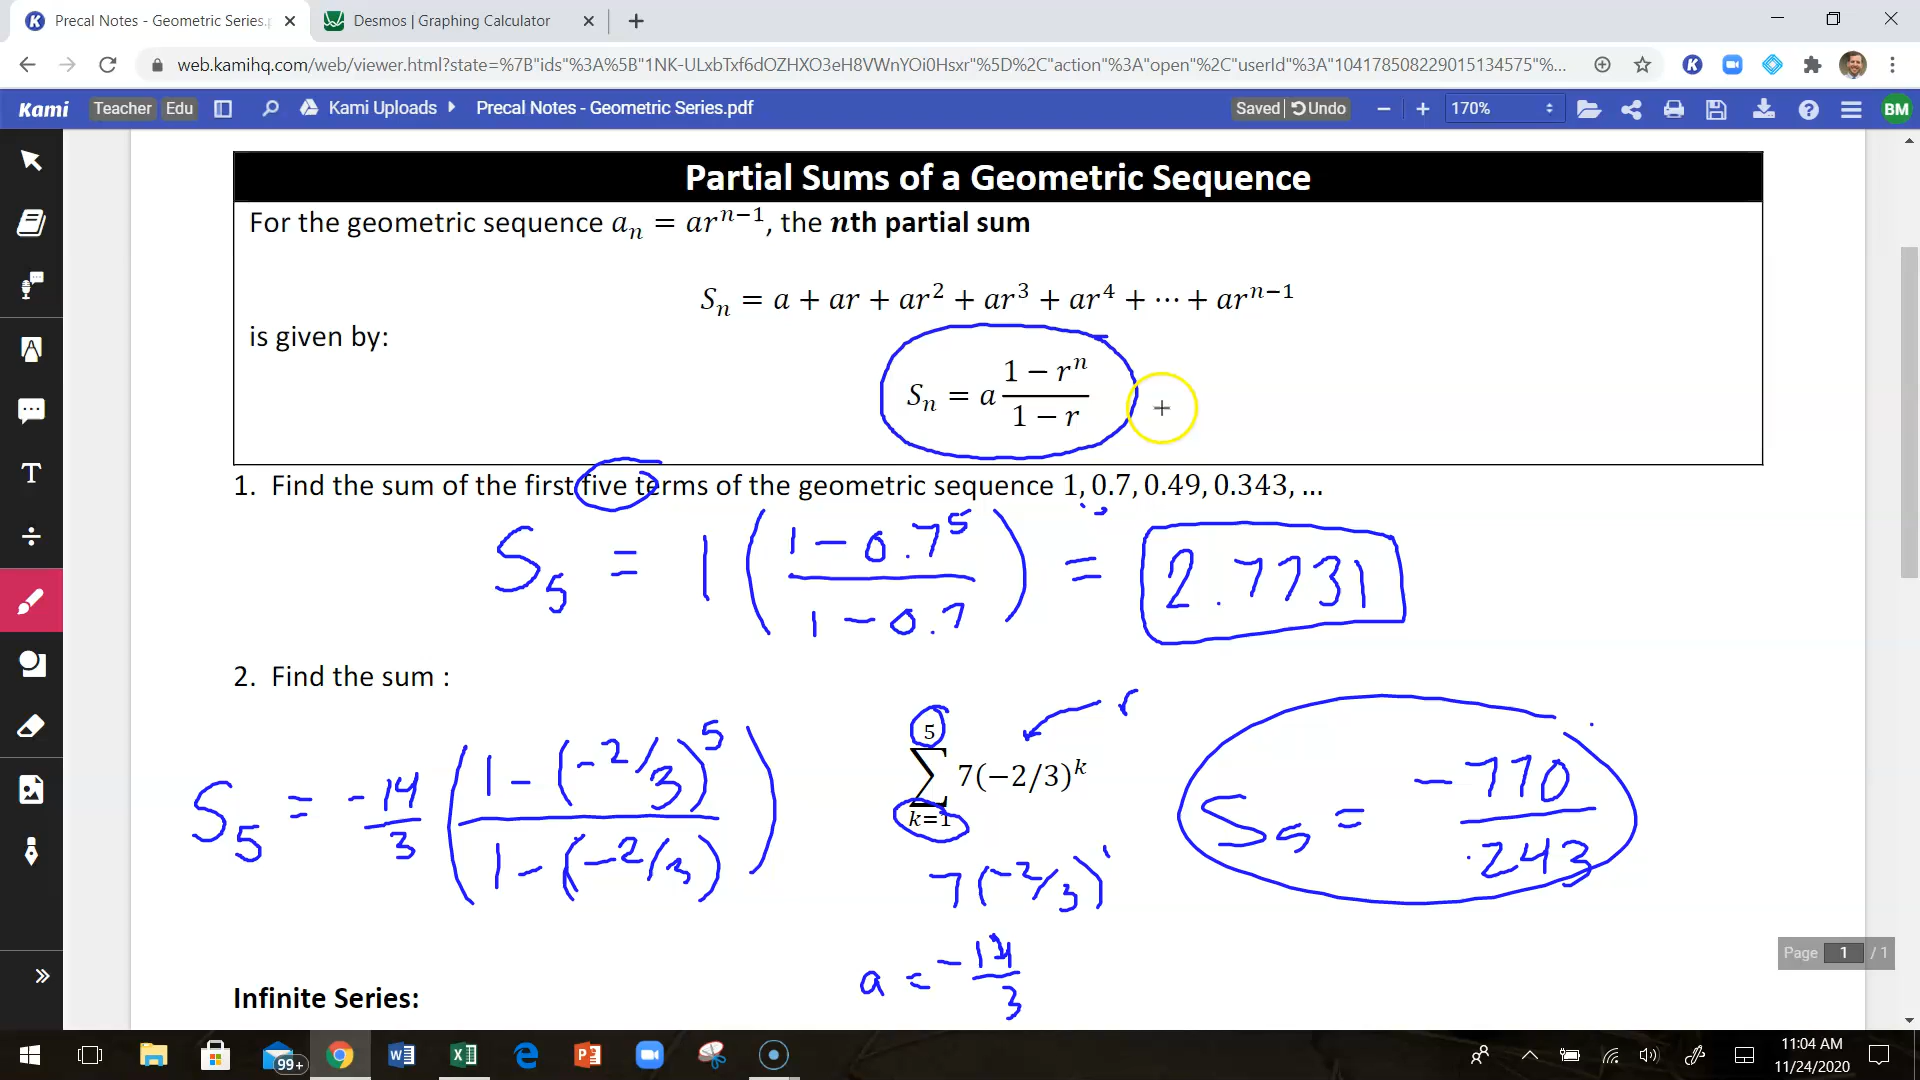 Precal Notes - Geometric Series.p
Desmos | Graphing Calculator
web.kamihq.com/web/viewer.html?state=%7B"ids"%3A%5B"1NK-ULxbTxf6dOZHXO3eH8VWnYOi0Hsxr"%5D%2C"action"%3A"open"%2C"userId"%3A"104178508229015134575"%...
Kami Teacher Edu Kami Uploads Precal Notes - Geometric Series.pdf Saved Undo 170% BM
Partial Sums of a Geometric Sequence
For the geometric sequence aₙ = arⁿ⁻¹, the nth partial sum
Sₙ = a + ar + ar² + ar³ + ar⁴ + ⋯ + arⁿ⁻¹
is given by:
Sₙ = a (1 − rⁿ)/(1 − r)
1. Find the sum of the first five terms of the geometric sequence 1, 0.7, 0.49, 0.343, ...
S₅ = 1 ((1 − 0.7⁵)/(1 − 0.7)) = 2.7731
2. Find the sum :
r
S₅ = -14/3 ((1 - (-2/3)⁵)/(1 - (-2/3)))
5 ∑ k=1 7(−2/3)ᵏ
S₅ = -770/243
7(-2/3)¹
a = -14/3
Page 1 / 1
Infinite Series:
99+
11:04 AM
11/24/2020